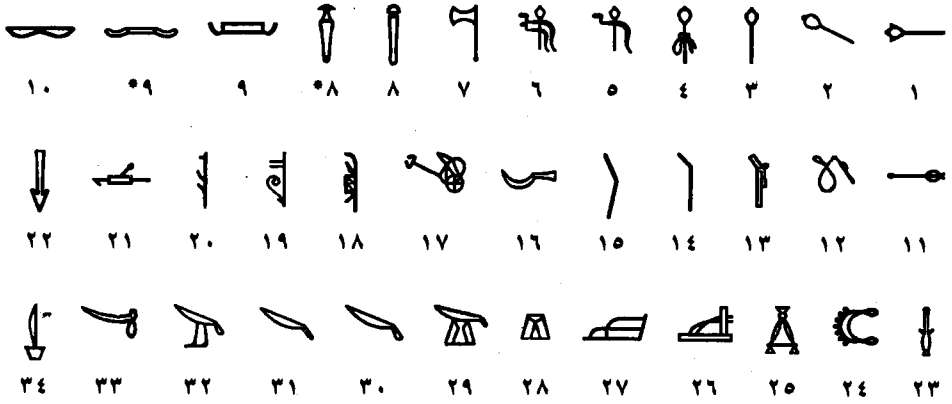 ١ ٢ ٣ ٤ ٥ ٦ ٧ ٨ ٨* ٩ ٩* ١٠
١١ ١٢ ١٣ ١٤ ١٥ ١٦ ١٧ ١٨ ١٩ ٢٠ ٢١ ٢٢
٢٣ ٢٤ ٢٥ ٢٦ ٢٧ ٢٨ ٢٩ ٣٠ ٣١ ٣٢ ٣٣ ٣٤